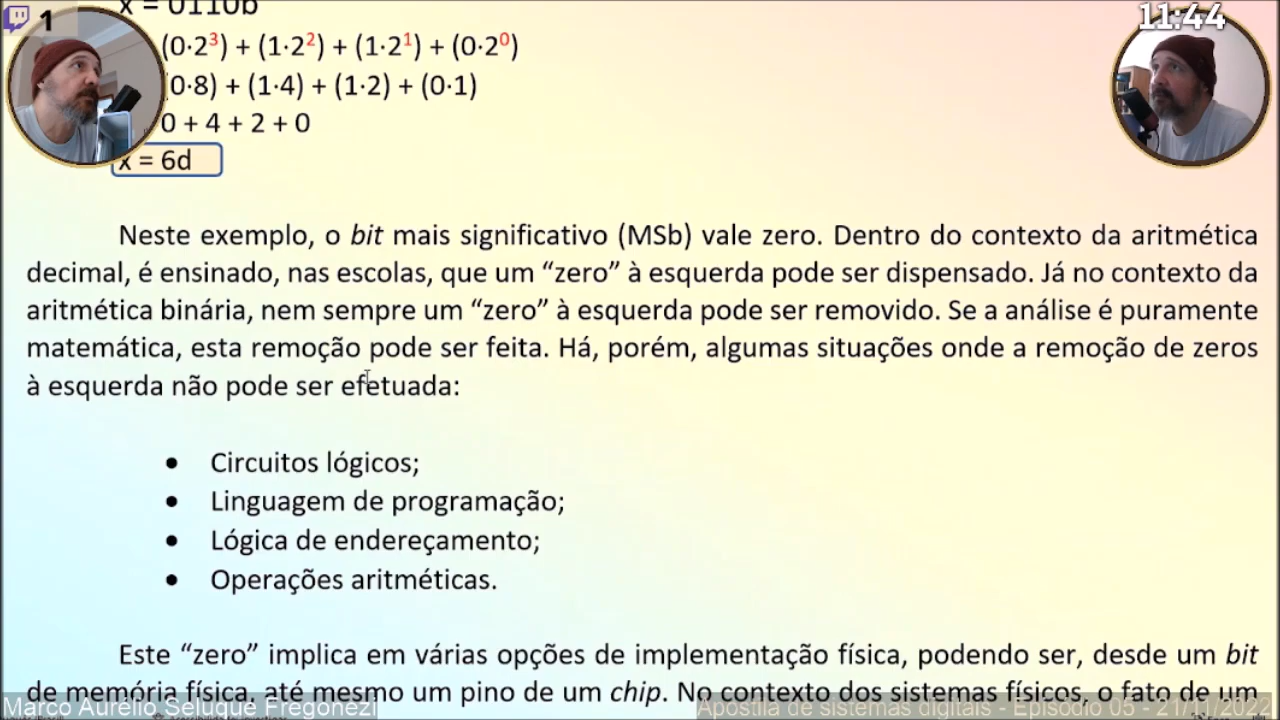 1
11:44
x = 0110b
(0·2³) + (1·2²) + (1·2¹) + (0·2⁰)
(0·8) + (1·4) + (1·2) + (0·1)
0 + 4 + 2 + 0
x = 6d
Neste exemplo, o bit mais significativo (MSb) vale zero. Dentro do contexto da aritmética
decimal, é ensinado, nas escolas, que um “zero” à esquerda pode ser dispensado. Já no contexto da
aritmética binária, nem sempre um “zero” à esquerda pode ser removido. Se a análise é puramente
matemática, esta remoção pode ser feita. Há, porém, algumas situações onde a remoção de zeros
à esquerda não pode ser efetuada:
• Circuitos lógicos;
• Linguagem de programação;
• Lógica de endereçamento;
• Operações aritméticas.
Este “zero” implica em várias opções de implementação física, podendo ser, desde um bit
de memória física, até mesmo um pino de um chip. No contexto dos sistemas físicos, o fato de um
Marco Aurélio Seluque Fregonezi
Apostila de sistemas digitais - Episódio 05 - 21/11/2022